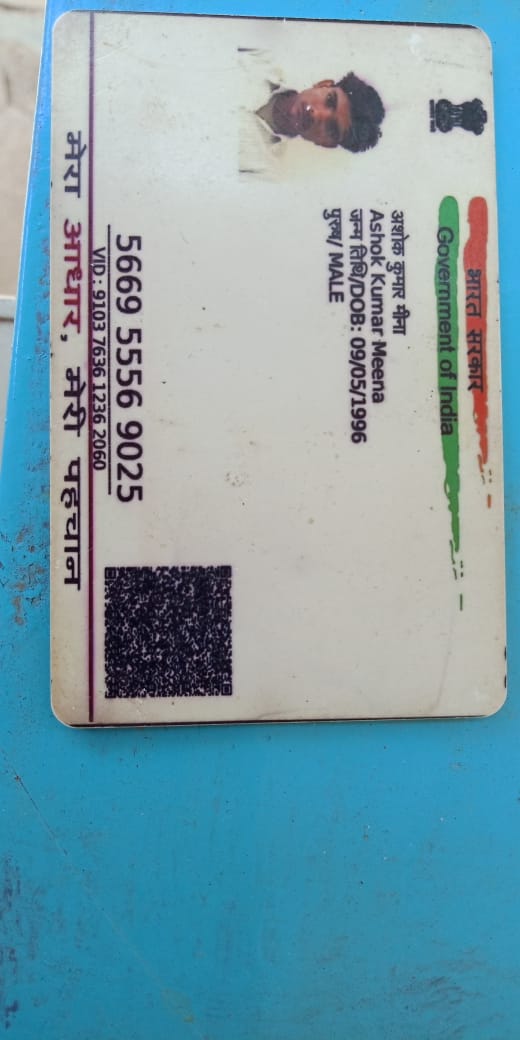 भारत सरकार
Government of India
अशोक कुमार मीना
Ashok Kumar Meena
जन्म तिथि/DOB: 09/05/1996
पुरुष/ MALE
5669 5556 9025
VID : 9103 7636 1236 2060
मेरा आधार, मेरी पहचान